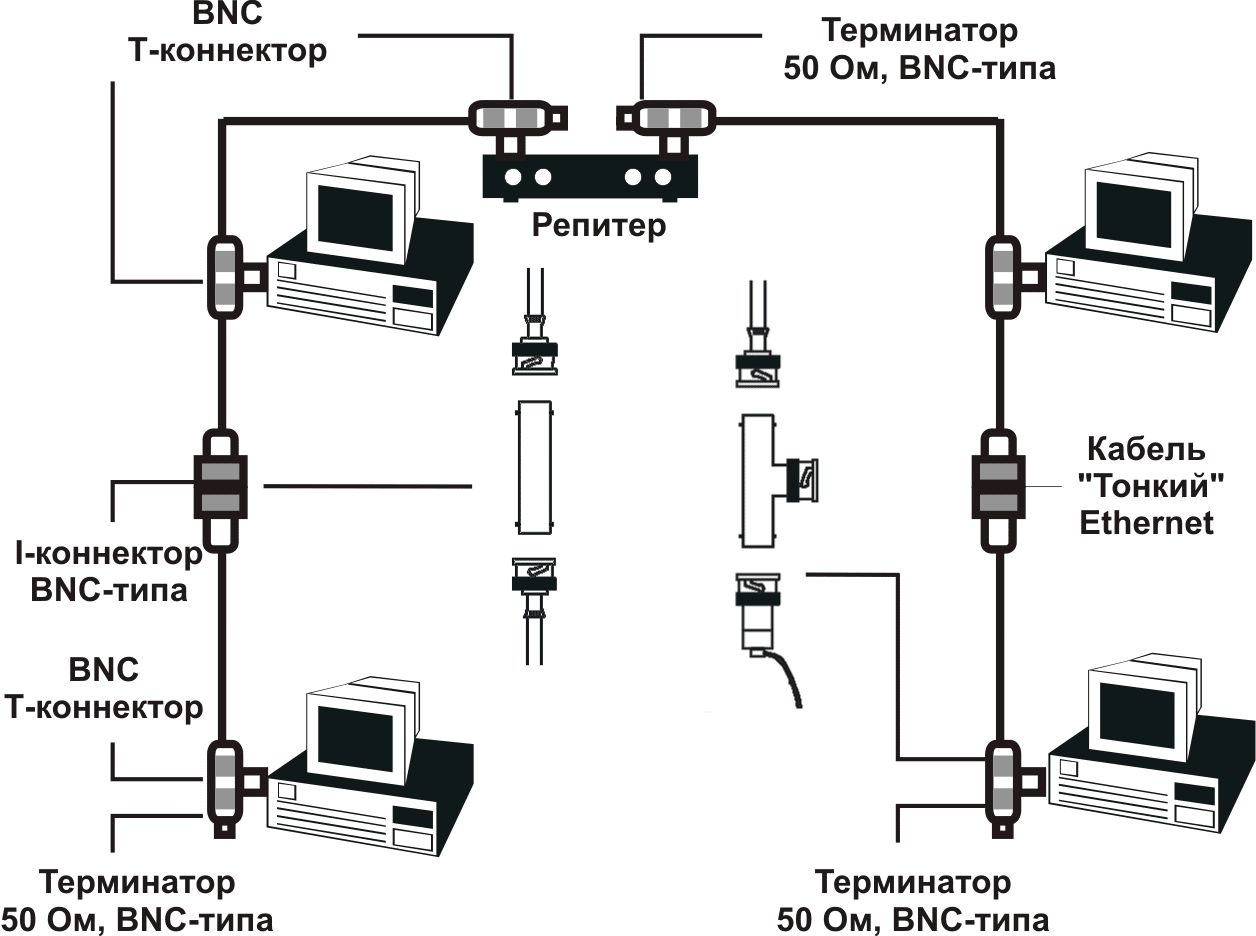 BNC
Т-коннектор
Терминатор
50 Ом, BNC-типа
Репитер
Кабель
"Тонкий"
Ethernet
I-коннектор
BNC-типа
BNC
Т-коннектор
Терминатор
50 Ом, BNC-типа
Терминатор
50 Ом, BNC-типа